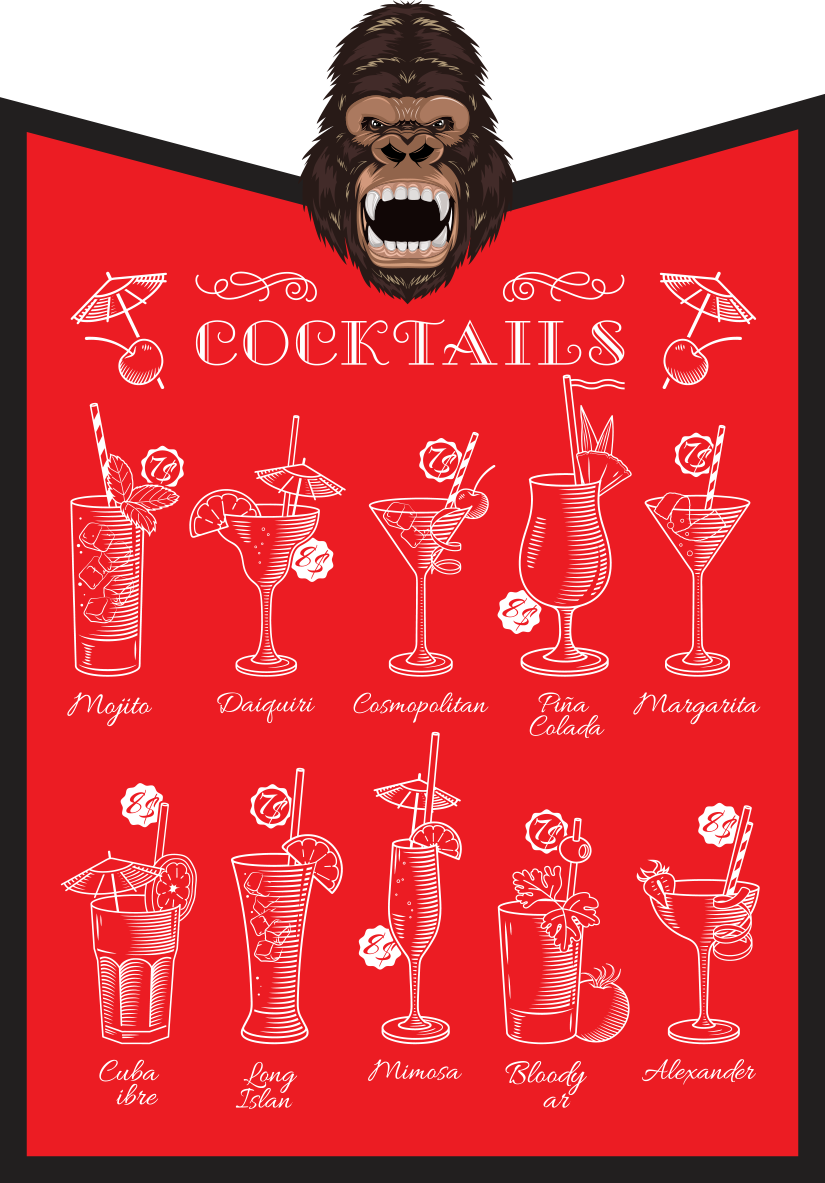 COCKTAILS
7$
8$
7$
8$
7$
Mojito
Daiquiri
Cosmopolitan
Piña
Colada
Margarita
8$
7$
8$
7$
8$
Cuba
ibre
Long
Islan
Mimosa
Bloody
ar
Alexander